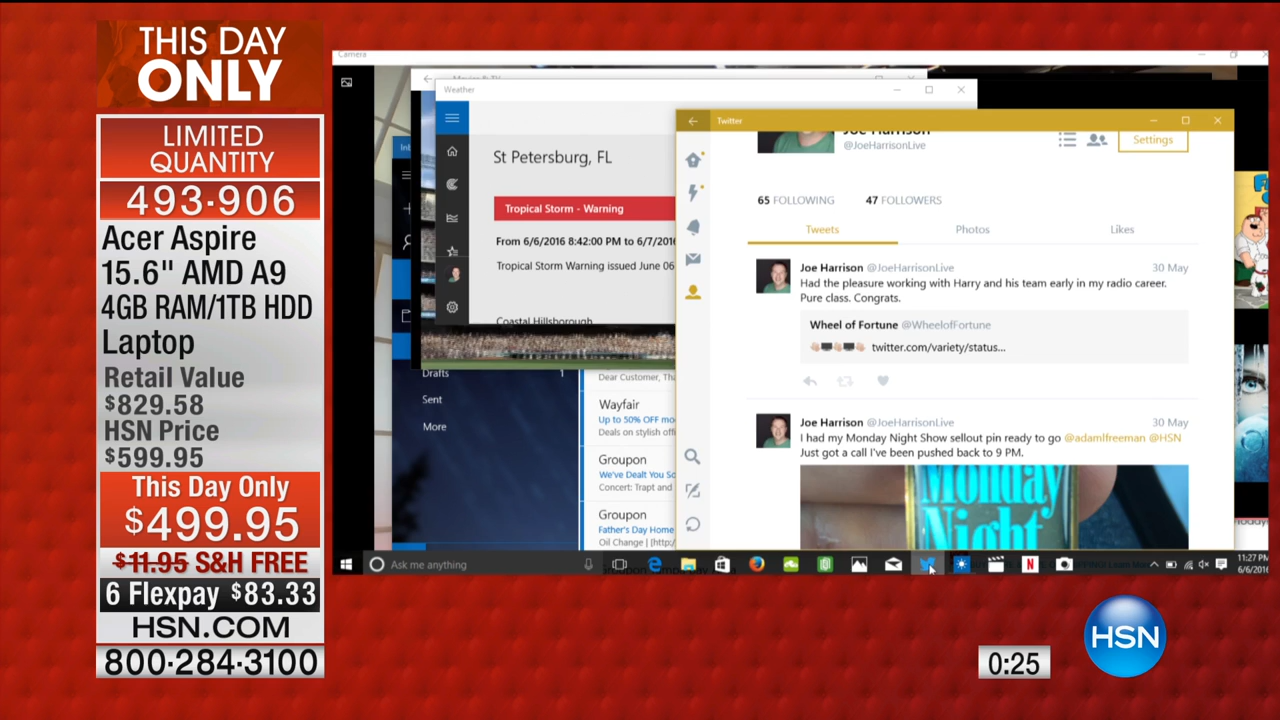 THIS DAY
ONLY
LIMITED
QUANTITY
493-906
Acer Aspire
15.6" AMD A9
4GB RAM/1TB HDD
Laptop
Retail Value
$829.58
HSN Price
$599.95
This Day Only
$499.95
$11.95 S&H FREE
6 Flexpay $83.33
HSN.COM
800-284-3100
Camera
Movies & TV
Weather
St Petersburg, FL
Tropical Storm - Warning
From 6/6/2016 8:42:00 PM to 6/7/2016
Tropical Storm Warning issued June 06
Coastal Hillsborough
Drafts 1
Sent
More
Dear Customer,
Wayfair
Up to 50% OFF
Deals on stylish
Groupon
We've Dealt You
Concert: Trapt and
Groupon
Father's Day Home
Oil Change |
Twitter
Joe Harrison
@JoeHarrisonLive
Settings
65 FOLLOWING 47 FOLLOWERS
Tweets Photos Likes
Joe Harrison @JoeHarrisonLive 30 May
Had the pleasure working with Harry and his team early in my radio career.
Pure class. Congrats.
Wheel of Fortune @WheelofFortune
twitter.com/variety/status...
Joe Harrison @JoeHarrisonLive 30 May
I had my Monday Night Show sellout pin ready to go @adamlfreeman @HSN
Just got a call I've been pushed back to 9 PM.
Monday
Night
Ask me anything
N
11:27 PM
6/6/2016
0:25
HSN